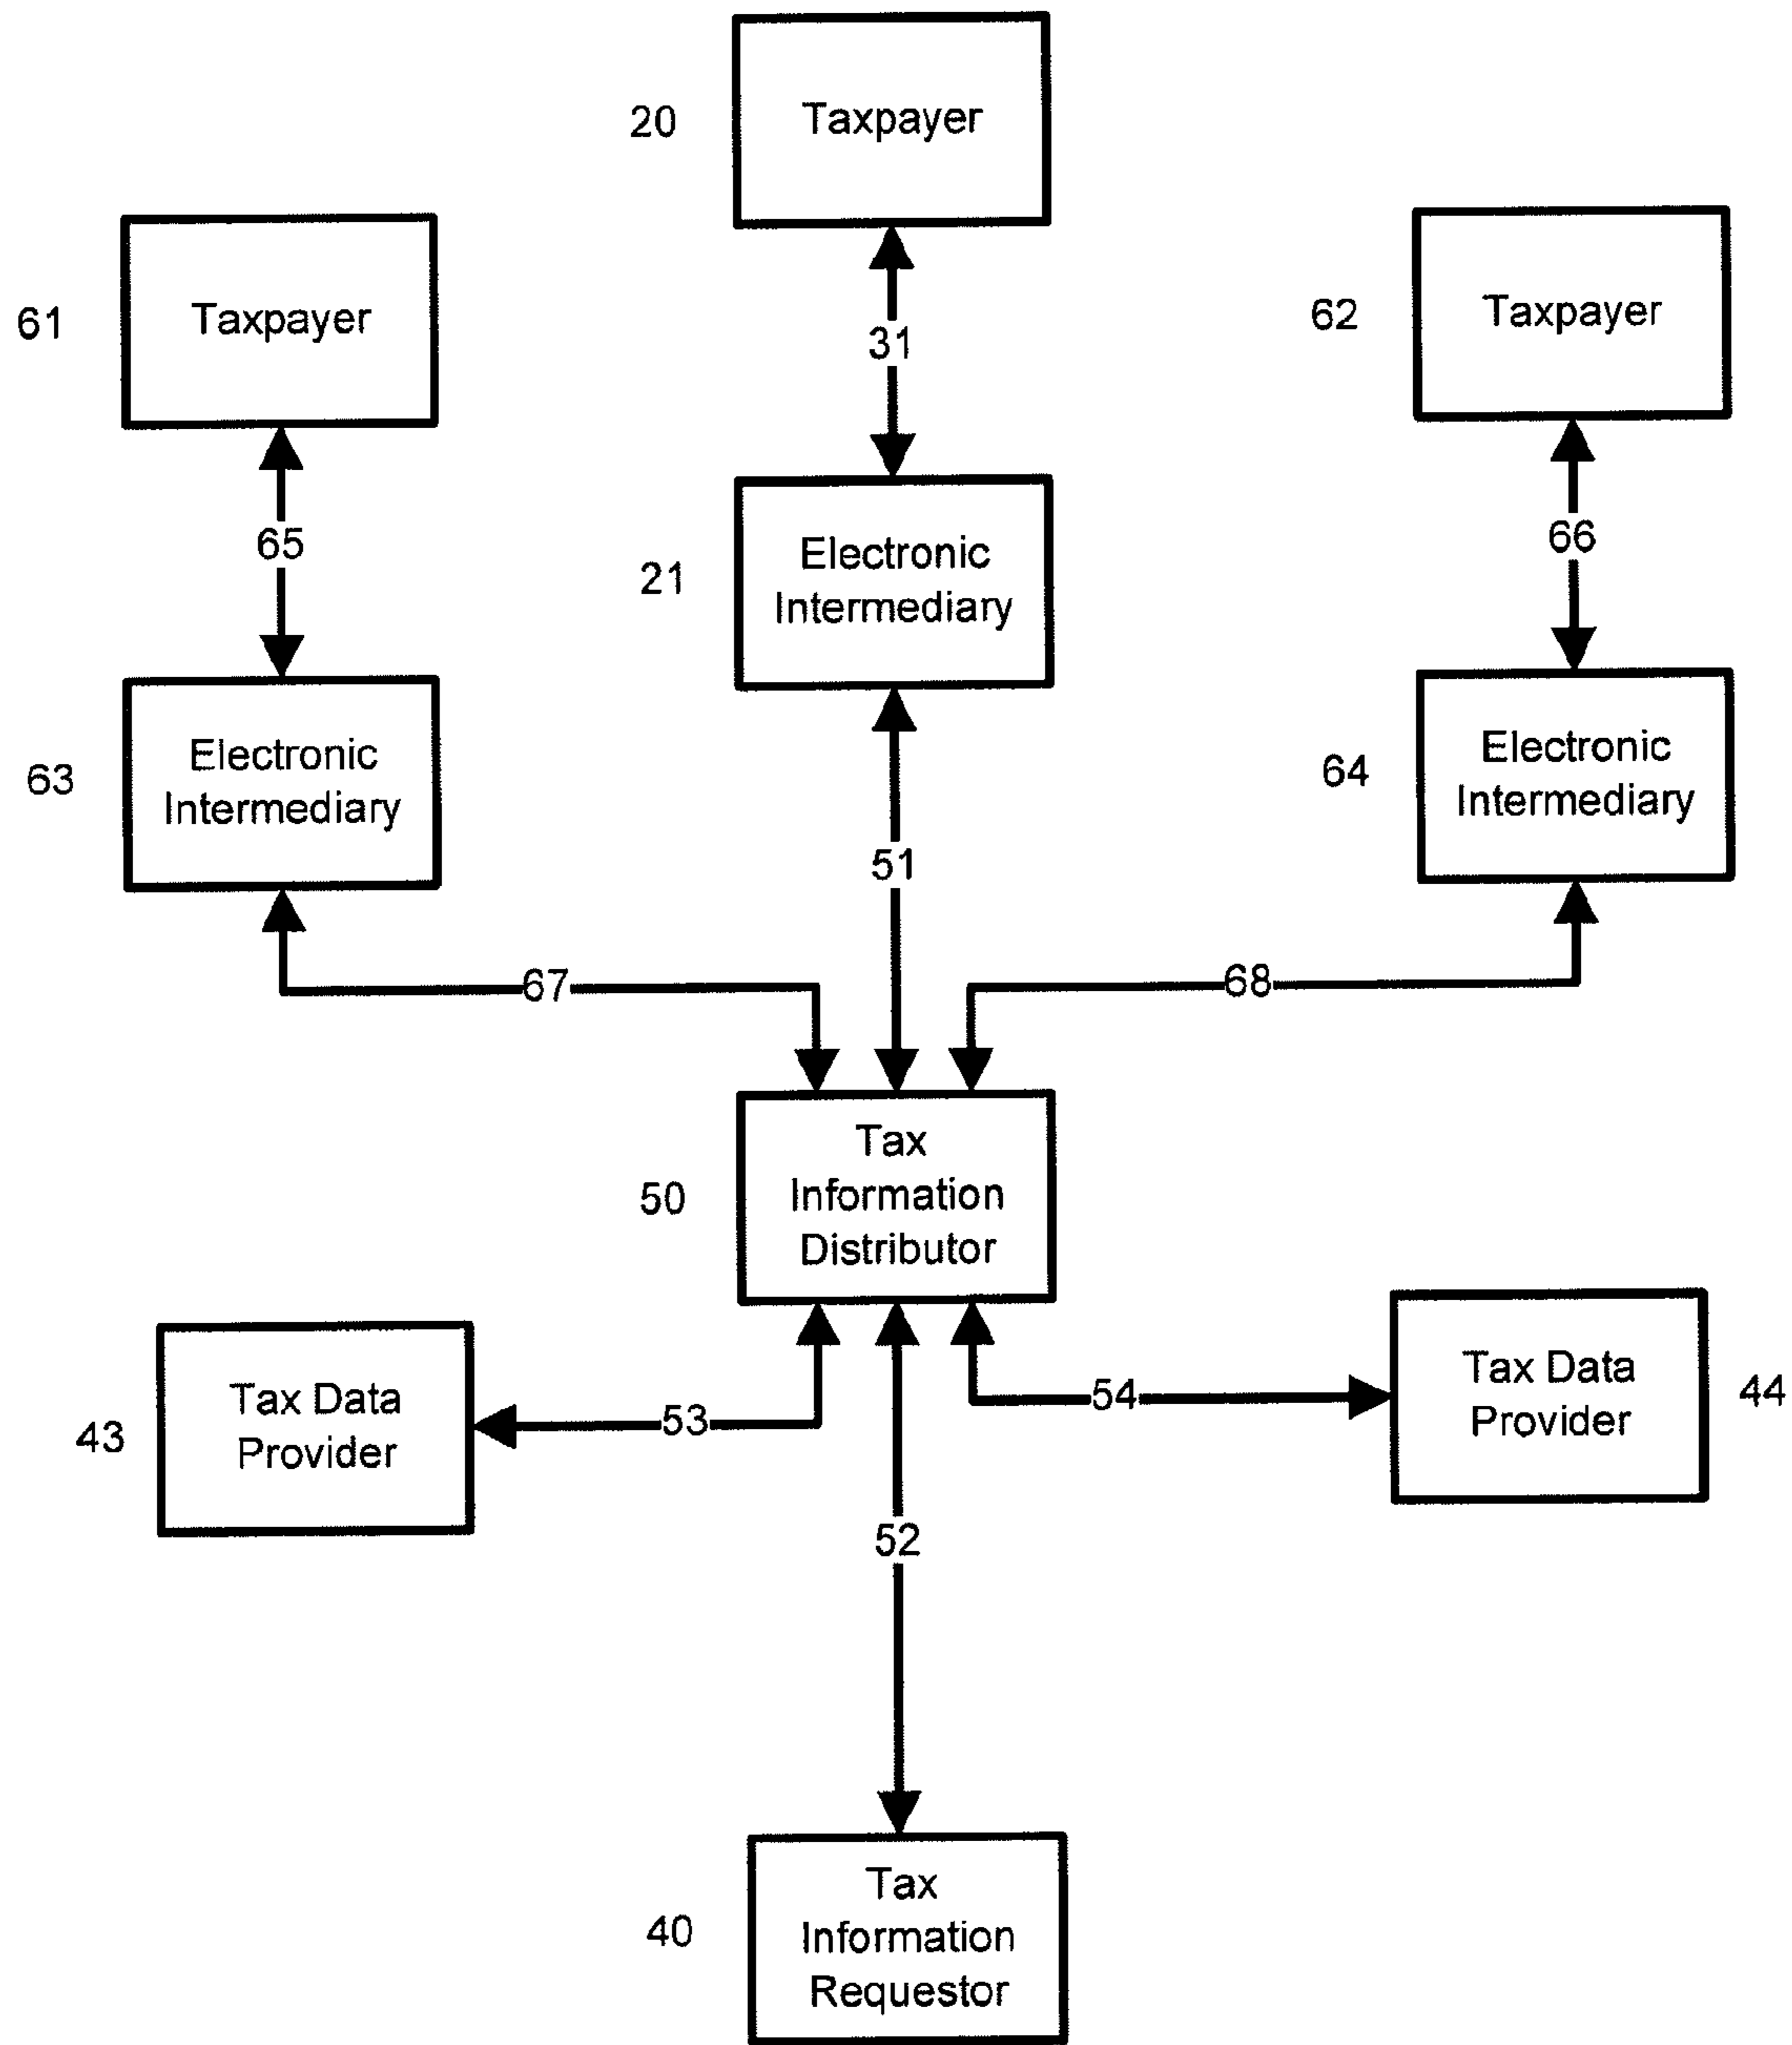 20
Taxpayer
61
Taxpayer
62
Taxpayer
31
65
66
21
Electronic
Intermediary
63
Electronic
Intermediary
64
Electronic
Intermediary
51
67
68
50
Tax
Information
Distributor
43
Tax Data
Provider
53
54
Tax Data
Provider
44
52
40
Tax
Information
Requestor